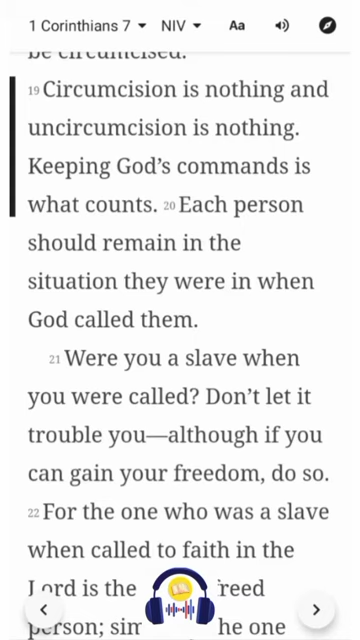 1 Corinthians 7 NIV Aa
be circumcised.
19 Circumcision is nothing and
uncircumcision is nothing.
Keeping God's commands is
what counts. 20 Each person
should remain in the
situation they were in when
God called them.
21 Were you a slave when
you were called? Don't let it
trouble you—although if you
can gain your freedom, do so.
22 For the one who was a slave
when called to faith in the
Lord is the freed
person; sim he one